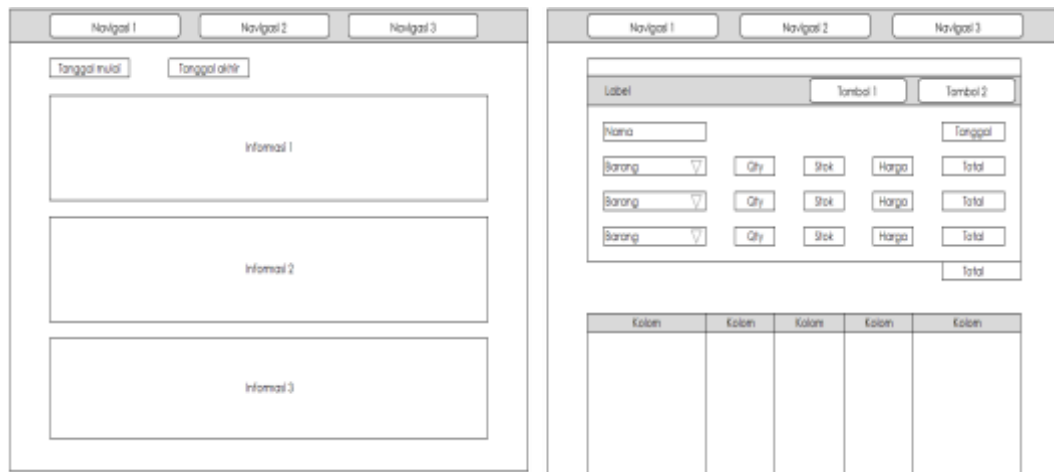 Navigasi 1 Navigasi 2 Navigasi 3
Tanggal mulai Tanggal akhir
Informasi 1
Informasi 2
Informasi 3
Navigasi 1 Navigasi 2 Navigasi 3
Label Tombol 1 Tombol 2
Nama Tanggal
Barang Qty Stok Harga Total
Barang Qty Stok Harga Total
Barang Qty Stok Harga Total
Total
Kolom Kolom Kolom Kolom Kolom